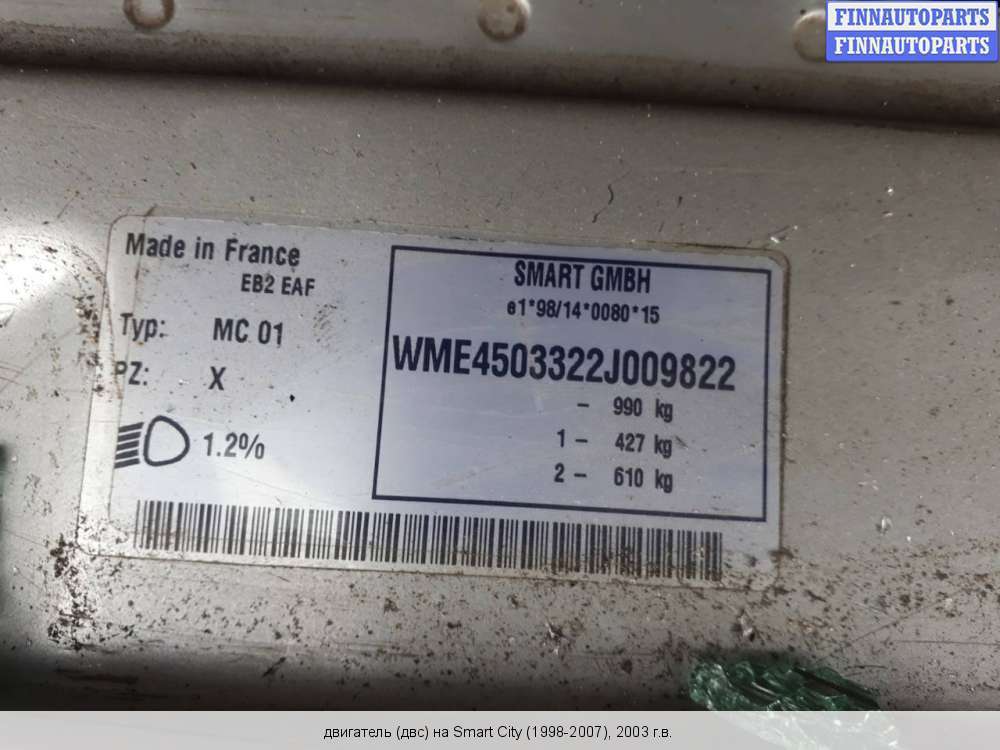 FINNAUTOPARTS
FINNAUTOPARTS
Made in France
EB2 EAF
Typ: MC 01
PZ: X
1.2%
SMART GMBH
e1*98/14*0080*15
WME4503322J009822
- 990 kg
1 - 427 kg
2 - 610 kg
двигатель (двс) на Smart City (1998-2007), 2003 г.в.